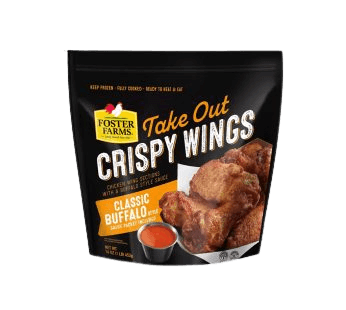 KEEP FROZEN • FULLY COOKED • READY TO HEAT & EAT
FOSTER
FARMS
Take Out
CRISPY WINGS
CHICKEN WING SECTIONS
WITH A BUFFALO STYLE SAUCE
CLASSIC
BUFFALO WITH
SAUCE PACKET INCLUDED
NET WT.